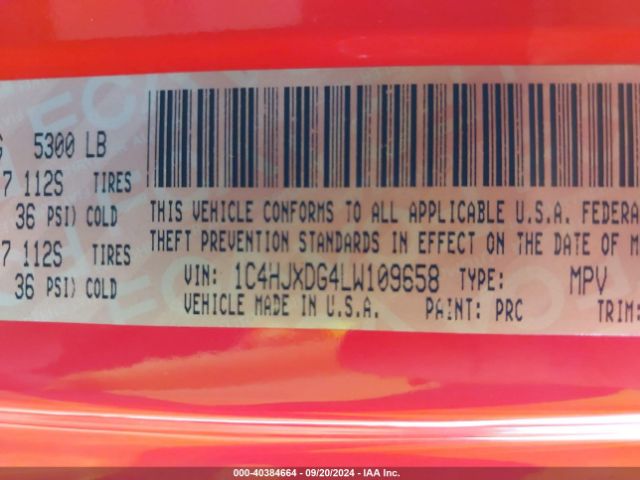 5300 LB
7 112S TIRES
36 PSI) COLD
7 112S TIRES
36 PSI) COLD
THIS VEHICLE CONFORMS TO ALL APPLICABLE U.S.A. FEDERA
THEFT PREVENTION STANDARDS IN EFFECT ON THE DATE OF M
VIN: 1C4HJXDG4LW109658 TYPE: MPV
VEHICLE MADE IN U.S.A. PAINT: PRC TRIM:
000-40384664 - 09/20/2024 - IAA Inc.